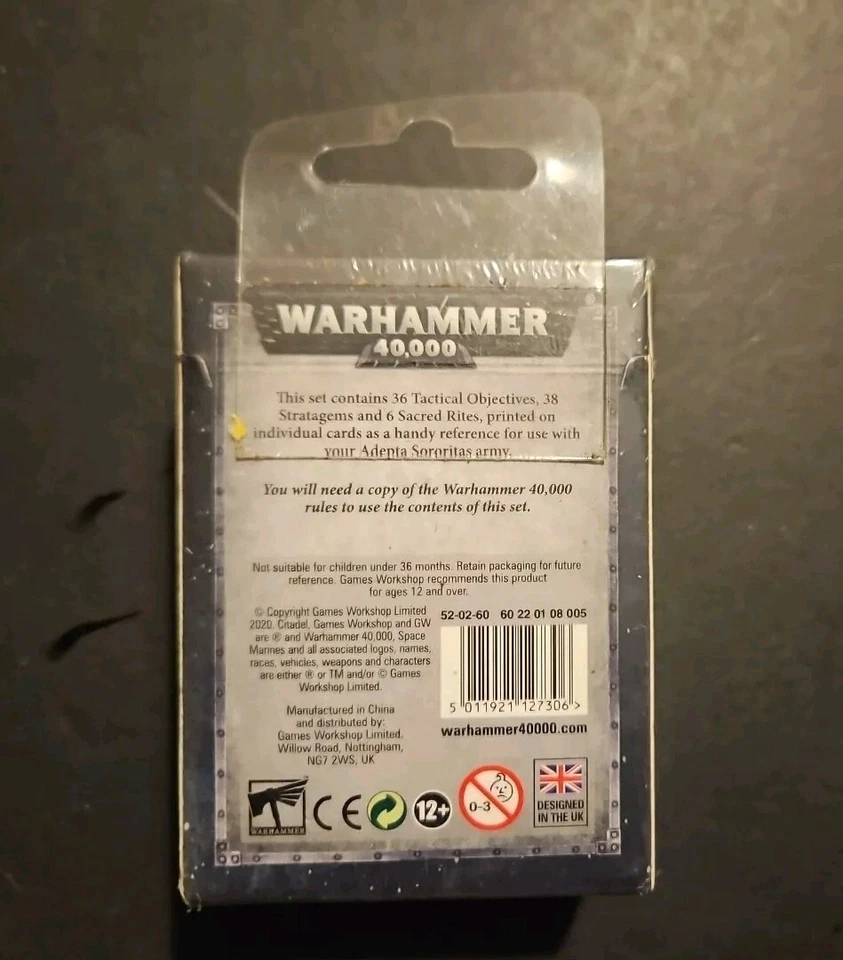 WARHAMMER
40,000
This set contains 36 Tactical Objectives, 38
Stratagems and 6 Sacred Rites, printed on
individual cards as a handy reference for use with
your Adepta Sororitas army.
You will need a copy of the Warhammer 40,000
rules to use the contents of this set.
Not suitable for children under 36 months. Retain packaging for future
reference. Games Workshop recommends this product
for ages 12 and over.
© Copyright Games Workshop Limited
2020. Citadel, Games Workshop and GW
are ® and Warhammer 40,000, Space
Marines and all associated logos, names,
races, vehicles, weapons and characters
are either ® or TM and/or © Games
Workshop Limited.
Manufactured in China
and distributed by:
Games Workshop Limited.
Willow Road, Nottingham,
NG7 2WS, UK
52-02-60 60 22 01 08 005
5 011921 127306 >
warhammer40000.com
WARHAMMER
CE
12+
0-3
DESIGNED
IN THE UK